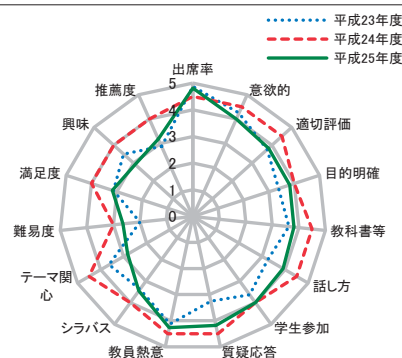 平成23年度
平成24年度
平成25年度
出席率
意欲的
適切評価
目的明確
教科書等
話し方
学生参加
質疑応答
教員熱意
シラバス
テーマ関
心
難易度
満足度
興味
推薦度
5
4
3
2
1
0